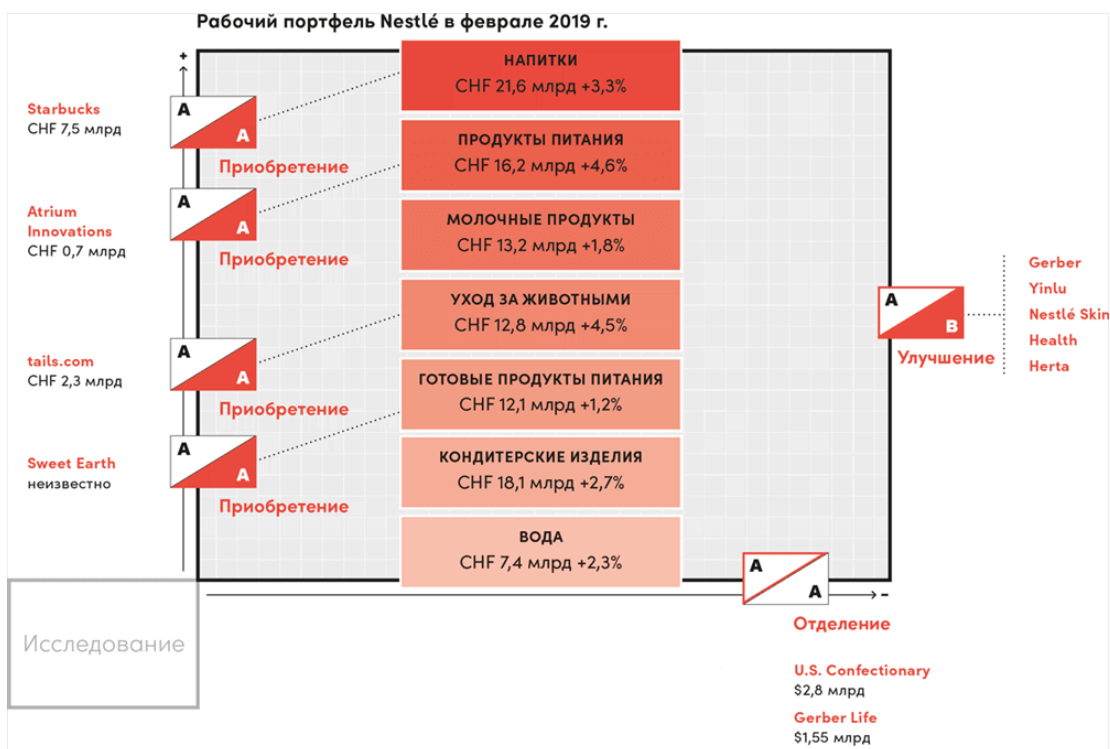 Рабочий портфель Nestlé в феврале 2019 г.
+
Starbucks
CHF 7,5 млрд
A
A
Приобретение
Atrium
Innovations
CHF 0,7 млрд
A
A
Приобретение
tails.com
CHF 2,3 млрд
A
A
Приобретение
Sweet Earth
неизвестно
A
A
Приобретение
НАПИТКИ
CHF 21,6 млрд +3,3%
ПРОДУКТЫ ПИТАНИЯ
CHF 16,2 млрд +4,6%
МОЛОЧНЫЕ ПРОДУКТЫ
CHF 13,2 млрд +1,8%
УХОД ЗА ЖИВОТНЫМИ
CHF 12,8 млрд +4,5%
ГОТОВЫЕ ПРОДУКТЫ ПИТАНИЯ
CHF 12,1 млрд +1,2%
КОНДИТЕРСКИЕ ИЗДЕЛИЯ
CHF 18,1 млрд +2,7%
ВОДА
CHF 7,4 млрд +2,3%
A
B
Улучшение
Gerber
Yinlu
Nestlé Skin
Health
Herta
A
A
–
Отделение
U.S. Confectionary
$2,8 млрд
Gerber Life
$1,55 млрд
Исследование